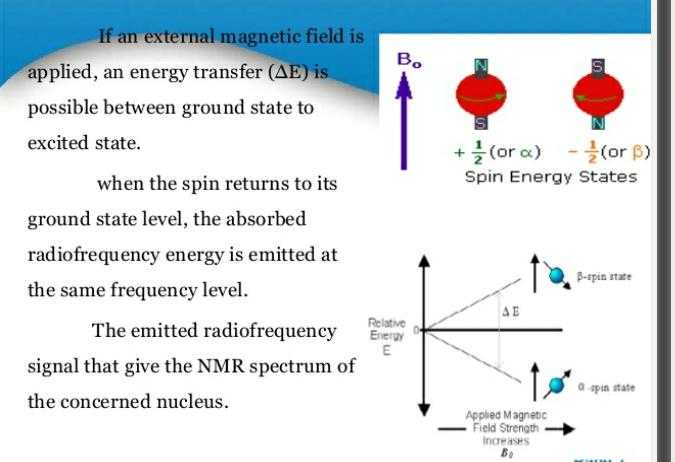 If an external magnetic field is
applied, an energy transfer (ΔE) is
possible between ground state to
excited state.
when the spin returns to its
ground state level, the absorbed
radiofrequency energy is emitted at
the same frequency level.
The emitted radiofrequency
signal that give the NMR spectrum of
the concerned nucleus.
Bo
N S
S N
+ 1/2 (or α) - 1/2 (or β)
Spin Energy States
β-spin state
Δ E
Relative
Energy
E
0
α-spin state
Applied Magnetic
Field Strength
Increases
B0